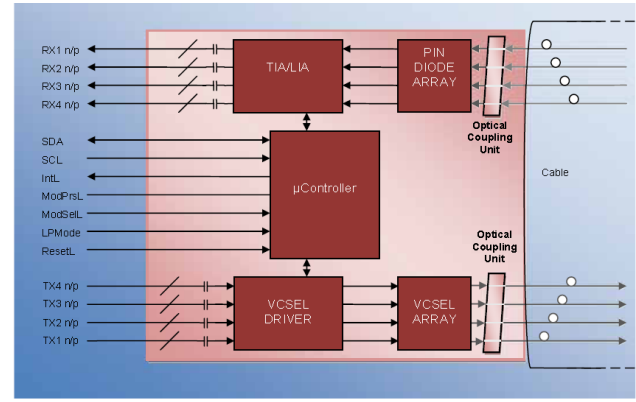 RX1 n/p
RX2 n/p
RX3 n/p
RX4 n/p
TIA/LIA
PIN
DIODE
ARRAY
Optical
Coupling
Unit
Cable
SDA
SCL
IntL
ModPrsL
ModSelL
LPMode
ResetL
µController
Optical
Coupling
Unit
TX4 n/p
TX3 n/p
TX2 n/p
TX1 n/p
VCSEL
DRIVER
VCSEL
ARRAY